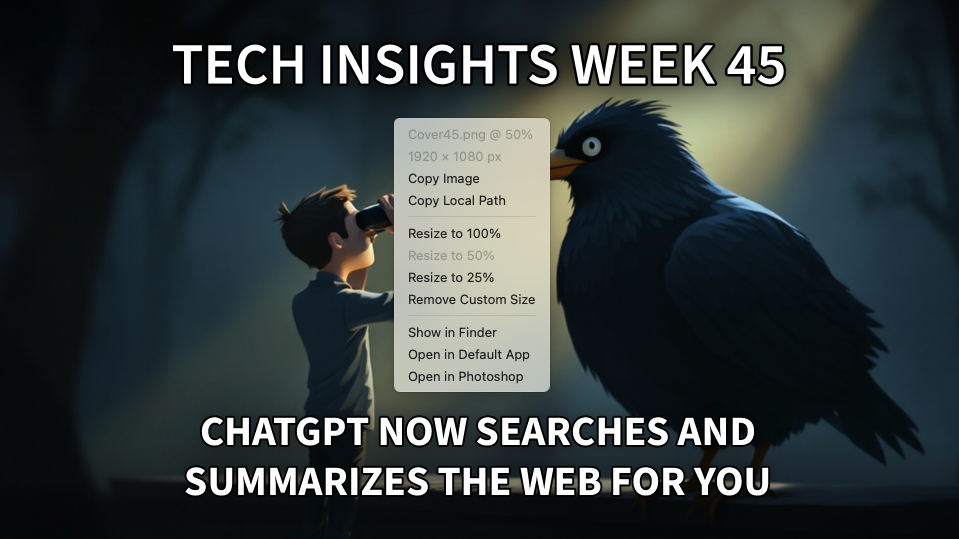 TECH INSIGHTS WEEK 45
Cover45.png @ 50%
1920 × 1080 px
Copy Image
Copy Local Path
Resize to 100%
Resize to 50%
Resize to 25%
Remove Custom Size
Show in Finder
Open in Default App
Open in Photoshop
CHATGPT NOW SEARCHES AND
SUMMARIZES THE WEB FOR YOU